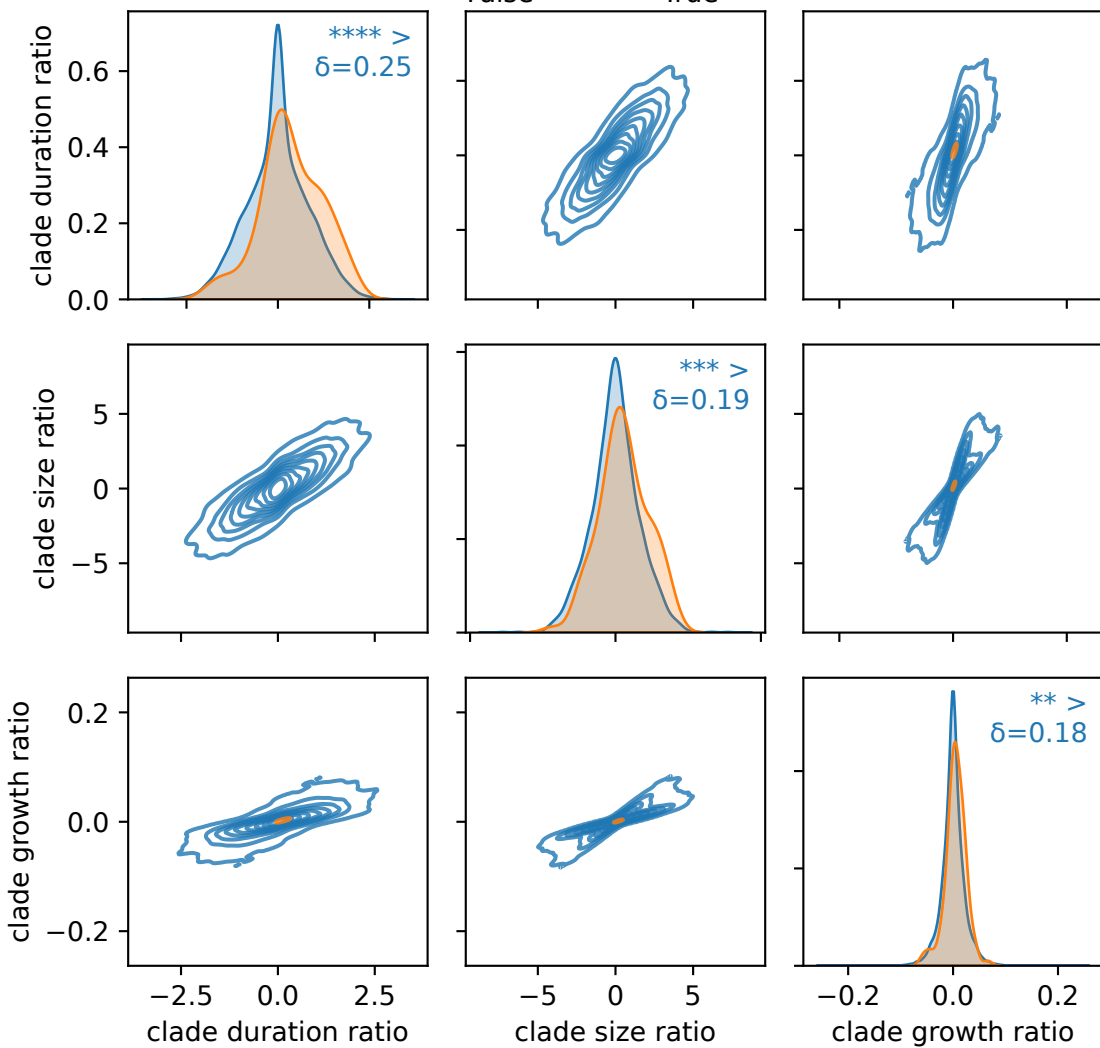 clade duration ratio
0.6
0.4
0.2
0.0
**** >
δ=0.25
clade size ratio
5
0
−5
*** >
δ=0.19
clade growth ratio
0.2
0.0
−0.2
** >
δ=0.18
−2.5 0.0 2.5
−5 0 5
−0.2 0.0 0.2
clade duration ratio
clade size ratio
clade growth ratio